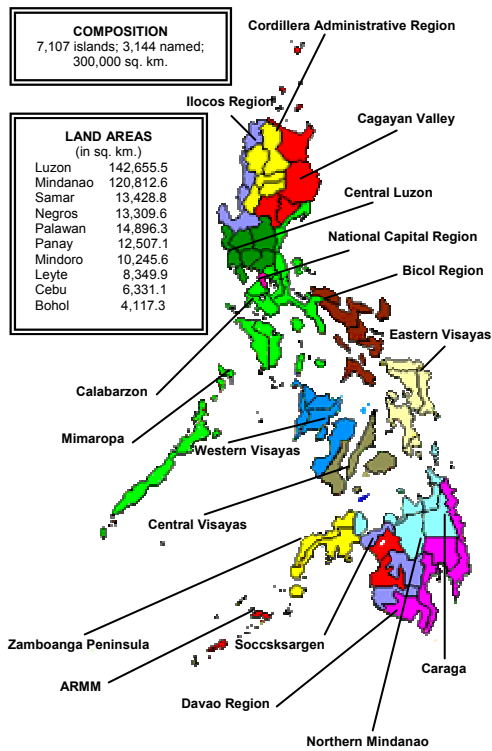 COMPOSITION
7,107 islands; 3,144 named;
300,000 sq. km.
Cordillera Administrative Region
Ilocos Region
Cagayan Valley
LAND AREAS
(in sq. km.)
Luzon 142,655.5
Mindanao 120,812.6
Samar 13,428.8
Negros 13,309.6
Palawan 14,896.3
Panay 12,507.1
Mindoro 10,245.6
Leyte 8,349.9
Cebu 6,331.1
Bohol 4,117.3
Central Luzon
National Capital Region
Bicol Region
Eastern Visayas
Calabarzon
Mimaropa
Western Visayas
Central Visayas
Zamboanga Peninsula
Soccsksargen
Caraga
ARMM
Davao Region
Northern Mindanao